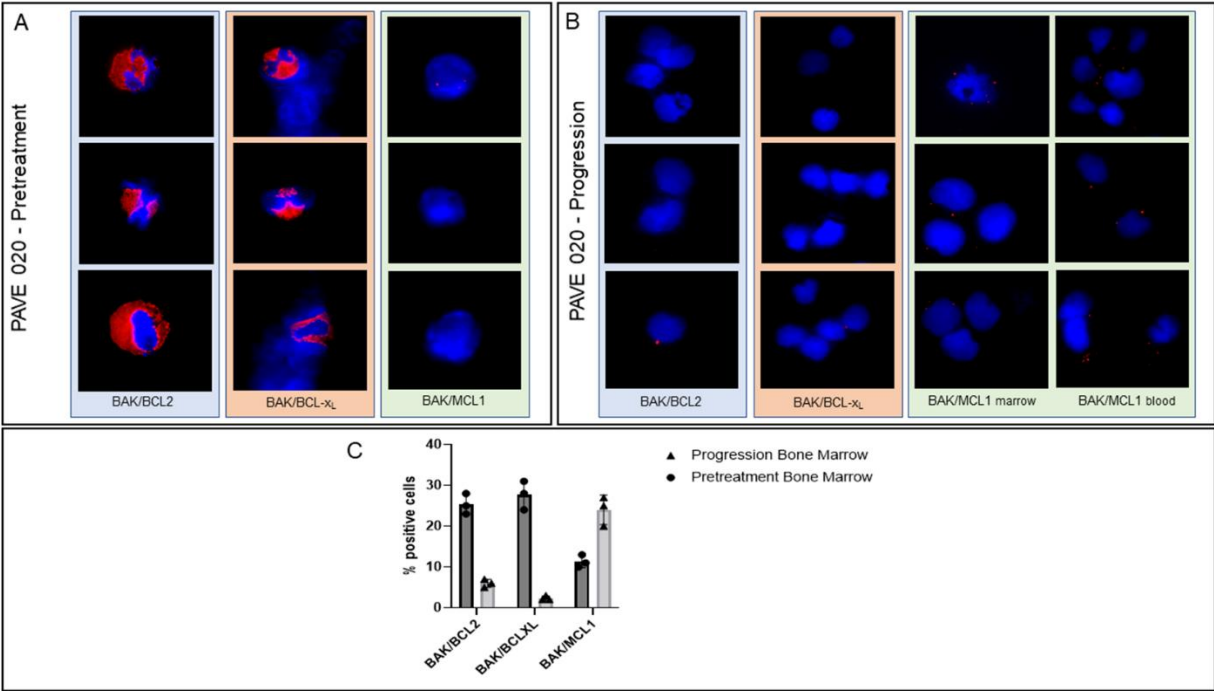 A
PAVE 020 - Pretreatment
BAK/BCL2
BAK/BCL-xL
BAK/MCL1
B
PAVE 020 - Progression
BAK/BCL2
BAK/BCL-xL
BAK/MCL1 marrow
BAK/MCL1 blood
C
% positive cells
40
30
20
10
0
BAK/BCL2
BAK/BCLXL
BAK/MCL1
▲ Progression Bone Marrow
● Pretreatment Bone Marrow